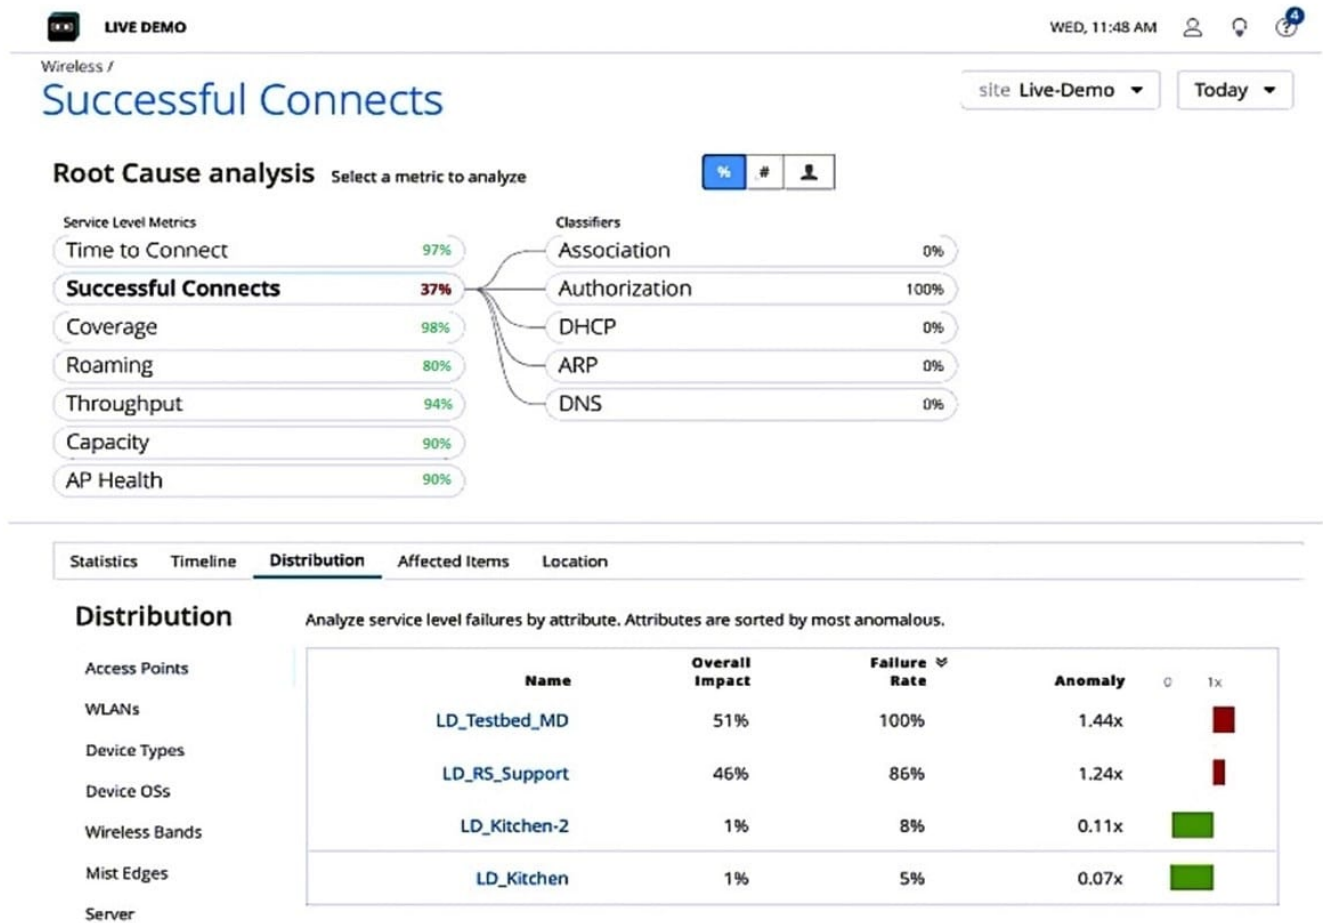 LIVE DEMO
WED, 11:48 AM
4
Wireless /
Successful Connects
site Live-Demo
Today
Root Cause analysis Select a metric to analyze
% #
Service Level Metrics
Classifiers
Time to Connect 97%
Association 0%
Successful Connects 37%
Authorization 100%
Coverage 98%
DHCP 0%
Roaming 80%
ARP 0%
Throughput 94%
DNS 0%
Capacity 90%
AP Health 90%
Statistics Timeline Distribution Affected Items Location
Distribution
Analyze service level failures by attribute. Attributes are sorted by most anomalous.
Access Points
WLANs
Device Types
Device OSs
Wireless Bands
Mist Edges
Server
Name Overall Impact Failure Rate Anomaly 0 1x
LD_Testbed_MD 51% 100% 1.44x
LD_RS_Support 46% 86% 1.24x
LD_Kitchen-2 1% 8% 0.11x
LD_Kitchen 1% 5% 0.07x